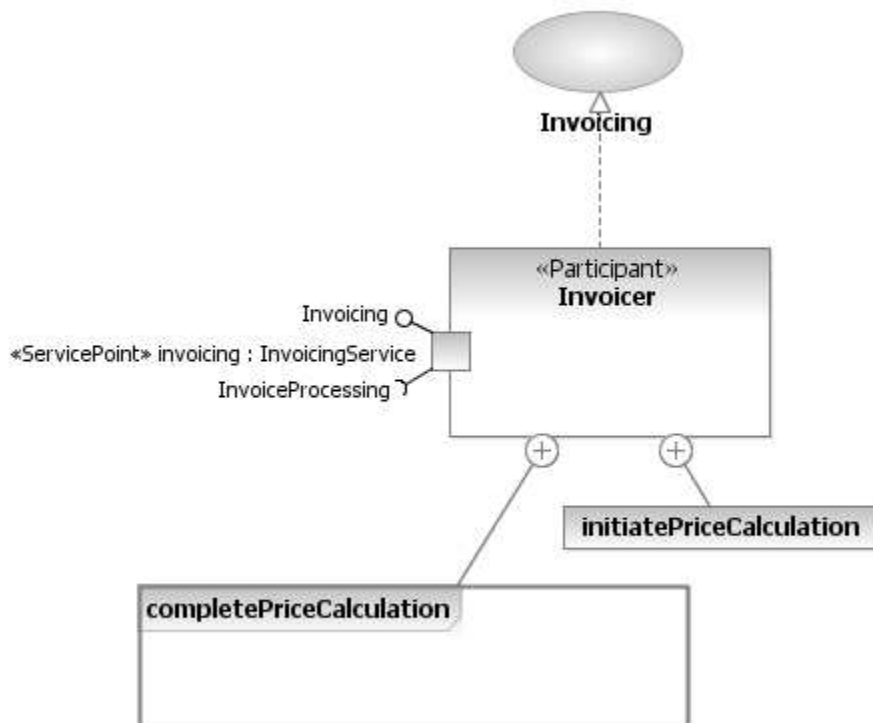 Invoicing
«Participant»
Invoicer
Invoicing
«ServicePoint» invoicing : InvoicingService
InvoiceProcessing
initiatePriceCalculation
completePriceCalculation